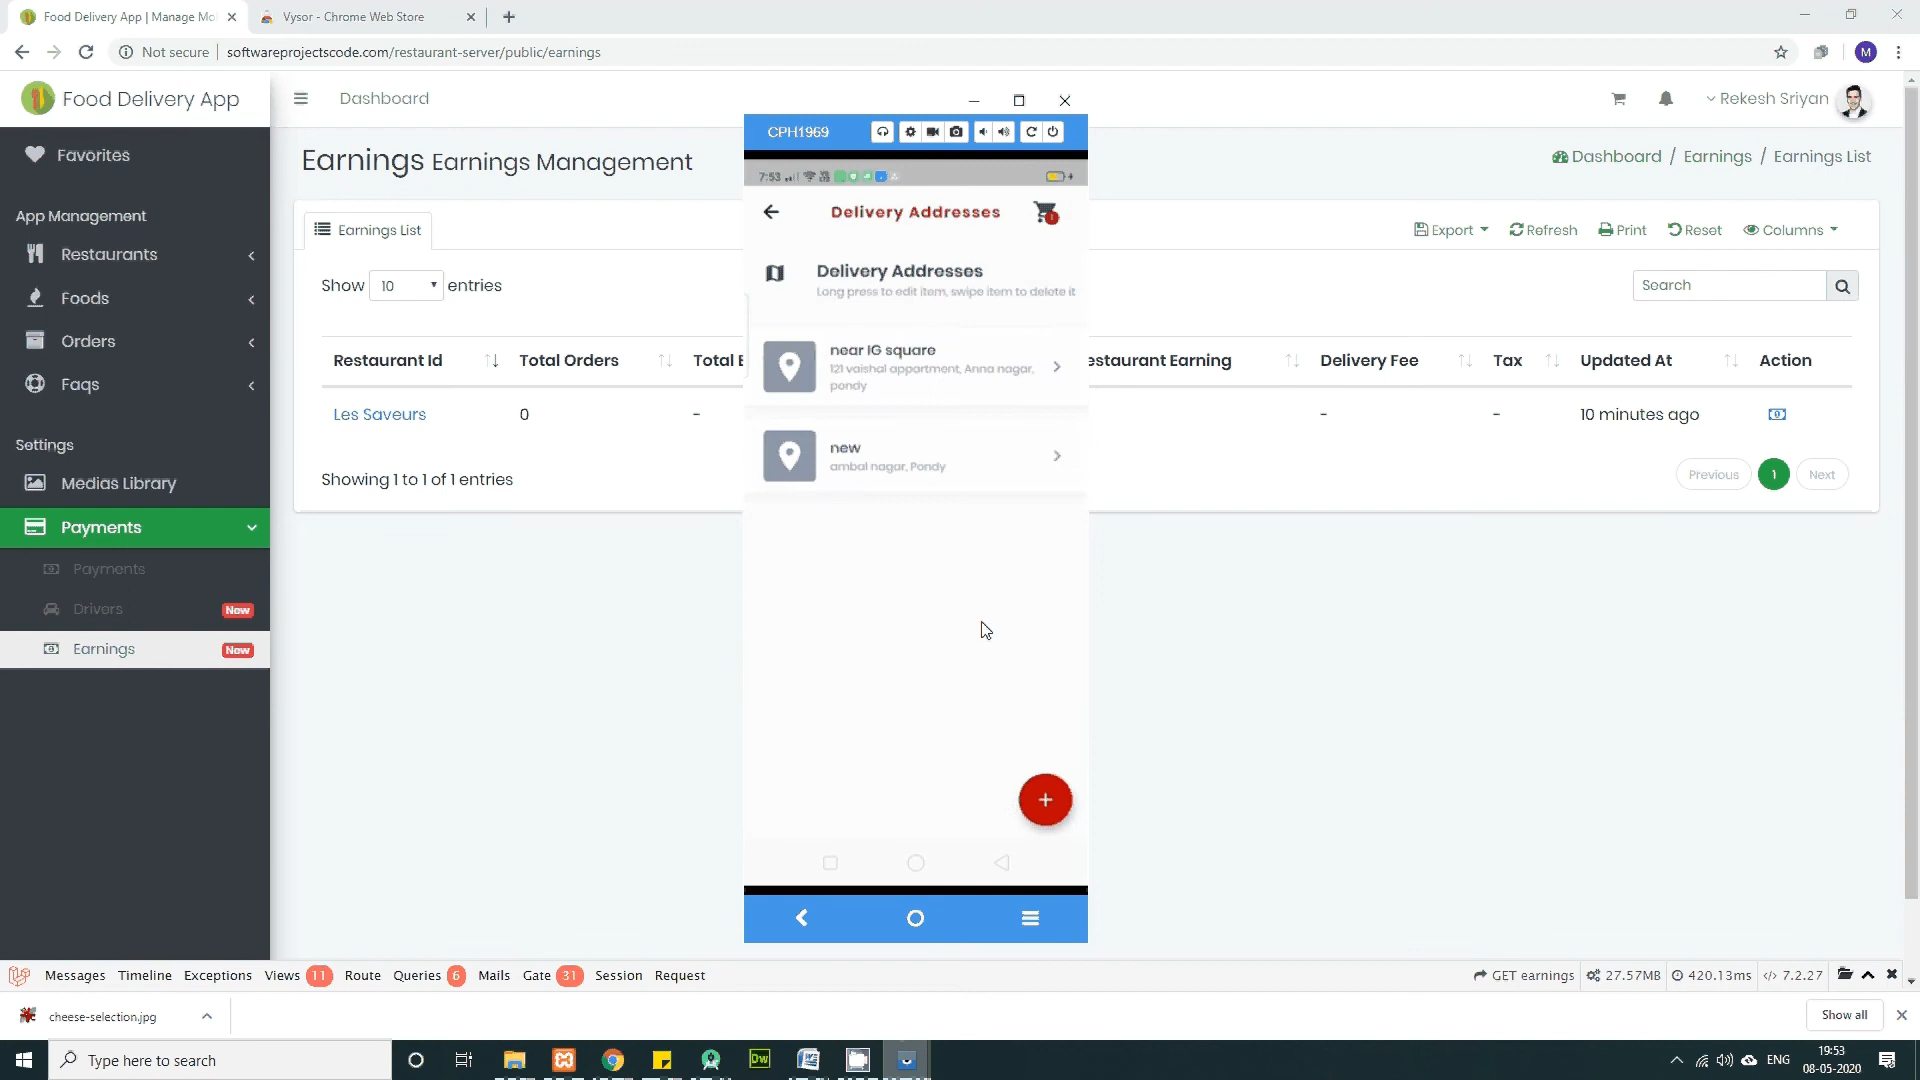 Food Delivery App | Manage Mo
Vysor - Chrome Web Store
Not secure
softwareprojectscode.com/restaurant-server/public/earnings
M
Food Delivery App
Dashboard
Rekesh Sriyan
Favorites
App Management
Restaurants
Foods
Orders
Faqs
Settings
Medias Library
Payments
Payments
Drivers New
Earnings New
Earnings Earnings Management
Dashboard / Earnings / Earnings List
Earnings List
Export Refresh Print Reset Columns
Show 10 entries
Search
Restaurant Id Total Orders Total E
estaurant Earning Delivery Fee Tax Updated At Action
Les Saveurs 0 - - - 10 minutes ago
Showing 1 to 1 of 1 entries
Previous 1 Next
CPH1969
7:53
Delivery Addresses
Delivery Addresses
Long press to edit item, swipe item to delete it
near IG square
121 vaishal appartment, Anna nagar,
pondy
new
ambal nagar, Pondy
+
Messages Timeline Exceptions Views 11 Route Queries 6 Mails Gate 31 Session Request
GET earnings 27.57MB 420.13ms 7.2.27
cheese-selection.jpg
Show all
Type here to search
Dw
ENG
19:53
08-05-2020